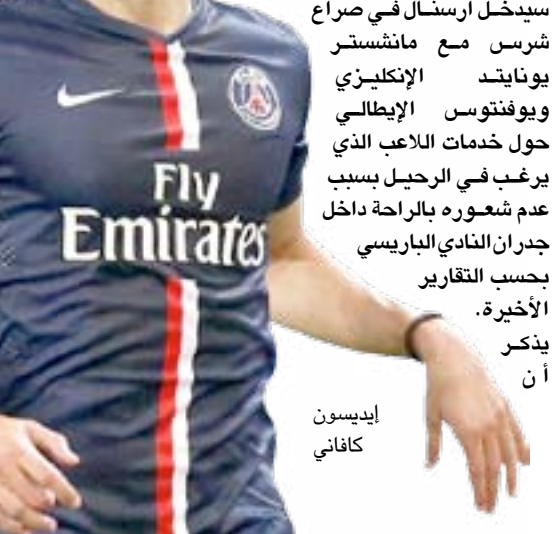 سيدخل ارسنال في صراع
شرس مع مانشستر
يونايتد الإنكليزي
ويوفنتوس الإيطالي
حول خدمات اللاعب الذي
يرغب في الرحيل بسبب
عدم شعوره بالراحة داخل
جدران النادي الباريسي
بحسب التقارير
الأخيرة.
يذكر
أ ن
إيديسون
كافاني
Fly
Emirates